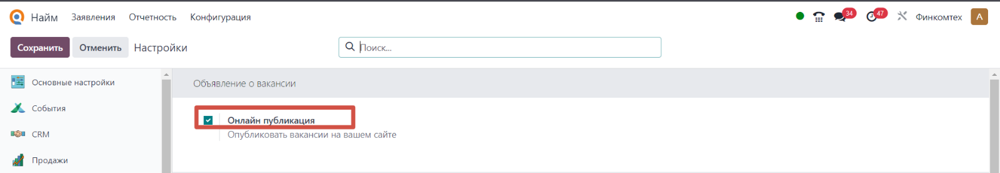 Найм Заявления Отчетность Конфигурация 34 47 Финкомтех A
Сохранить Отменить Настройки Поиск...
Основные настройки
Объявление о вакансии
События
Онлайн публикация
Опубликовать вакансии на вашем сайте
CRM
Продажи